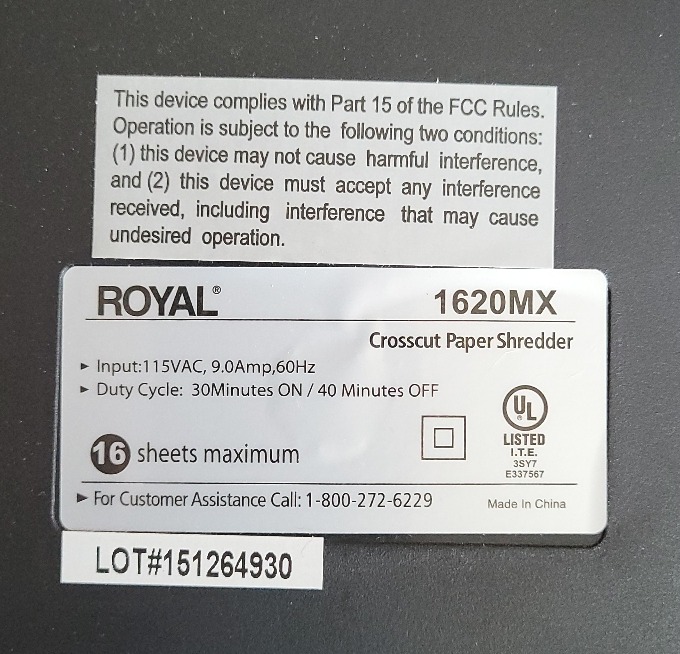 This device complies with Part 15 of the FCC Rules.
Operation is subject to the following two conditions:
(1) this device may not cause harmful interference,
and (2) this device must accept any interference
received, including interference that may cause
undesired operation.
ROYAL® 1620MX
Crosscut Paper Shredder
▸ Input:115VAC, 9.0Amp,60Hz
▸ Duty Cycle: 30Minutes ON / 40 Minutes OFF
UL
®
LISTED
I.T.E.
3SY7
E337567
16 sheets maximum
▸ For Customer Assistance Call: 1-800-272-6229
Made In China
LOT#151264930